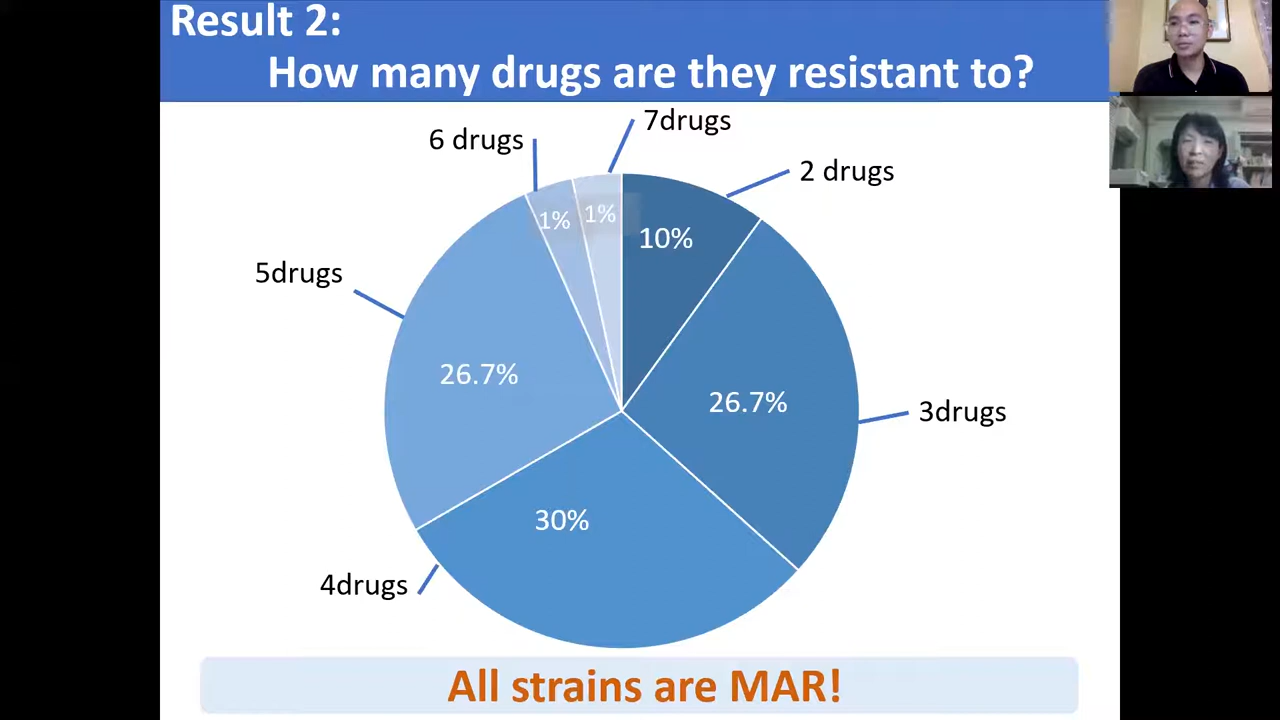 Result 2:
How many drugs are they resistant to?
7drugs
6 drugs
2 drugs
1%
1%
10%
5drugs
26.7%
26.7%
3drugs
30%
4drugs
All strains are MAR!